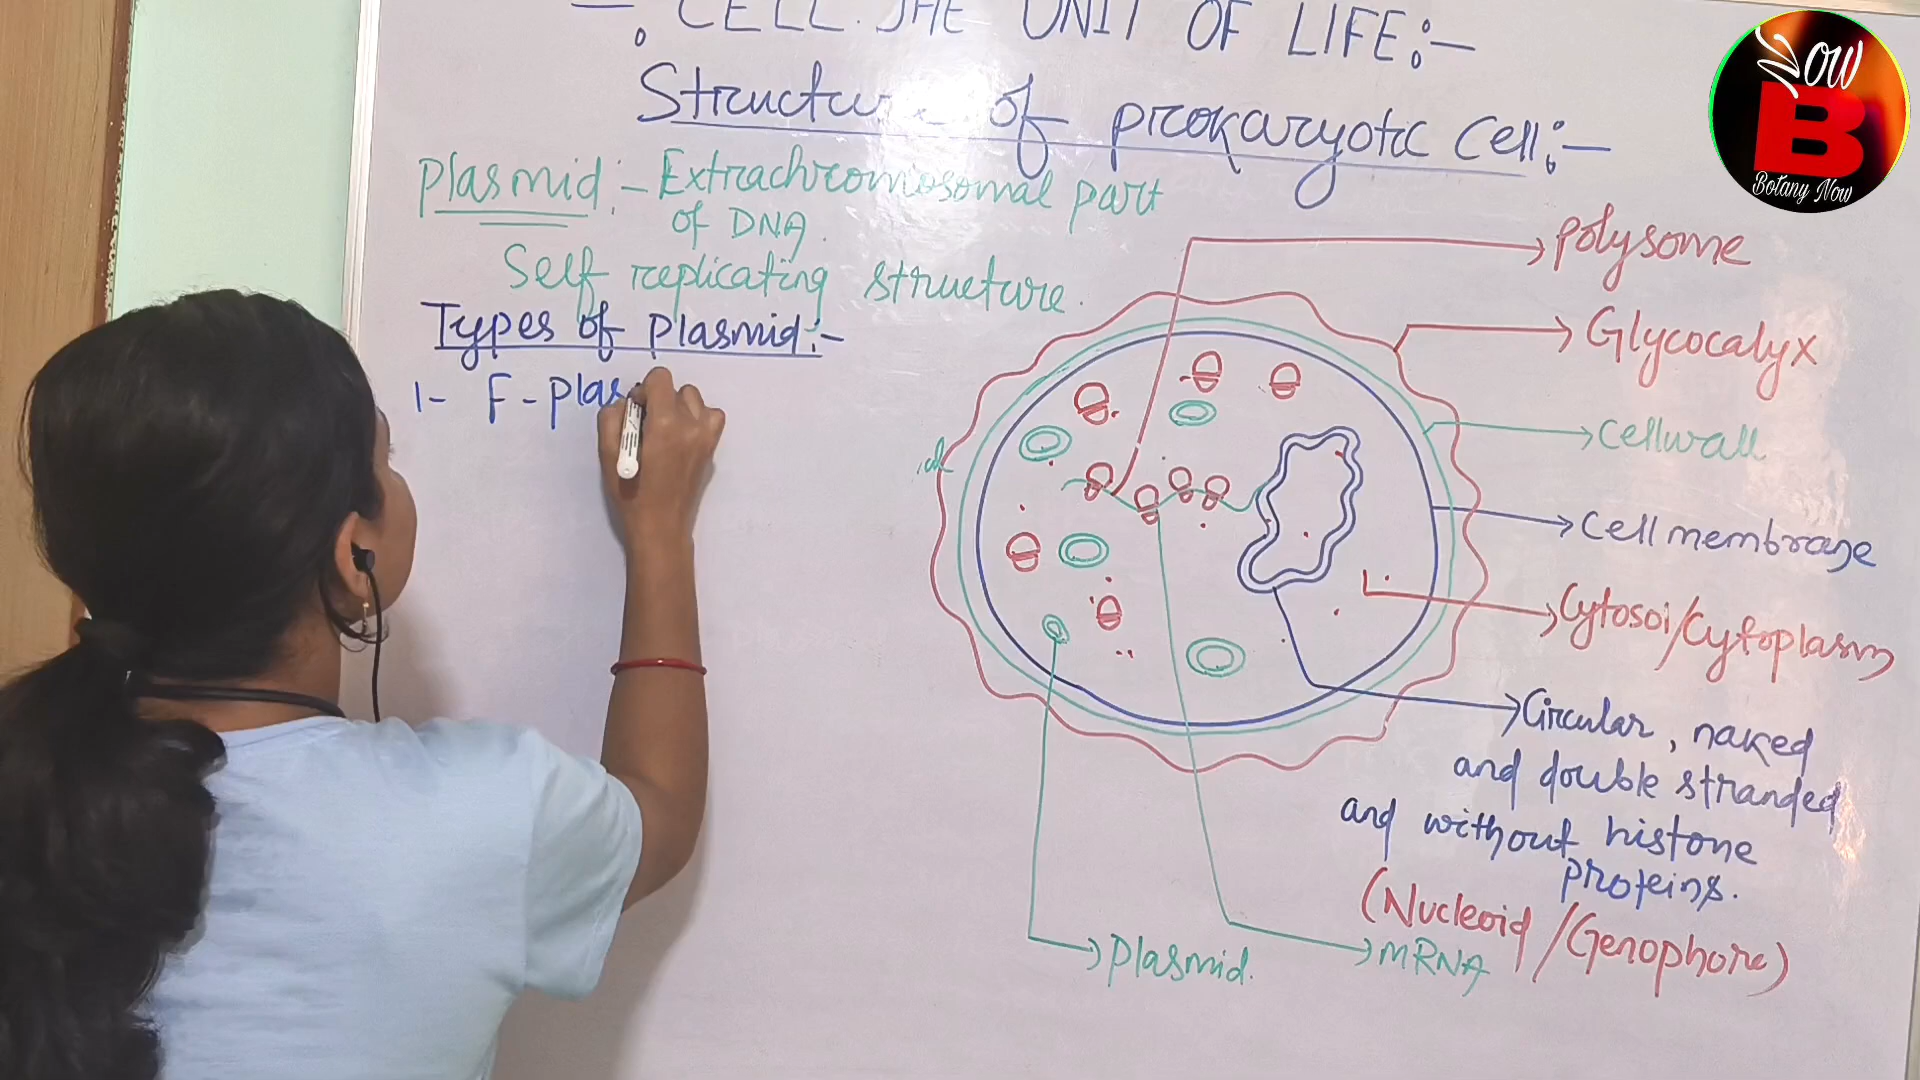 CELL: THE UNIT OF LIFE:-
Structure of prokaryotic cell:-
Plasmid:- Extrachromosomal part
of DNA.
Self replicating structure.
Types of Plasmid:-
1- F-plas
polysome
Glycocalyx
cellwall
cell membrane
Cytosol/Cytoplasm
Circular, naked
and double stranded
and without histone
proteins.
(Nucleoid/Genophore)
Plasmid.
mRNA
Now
B
Botany Now